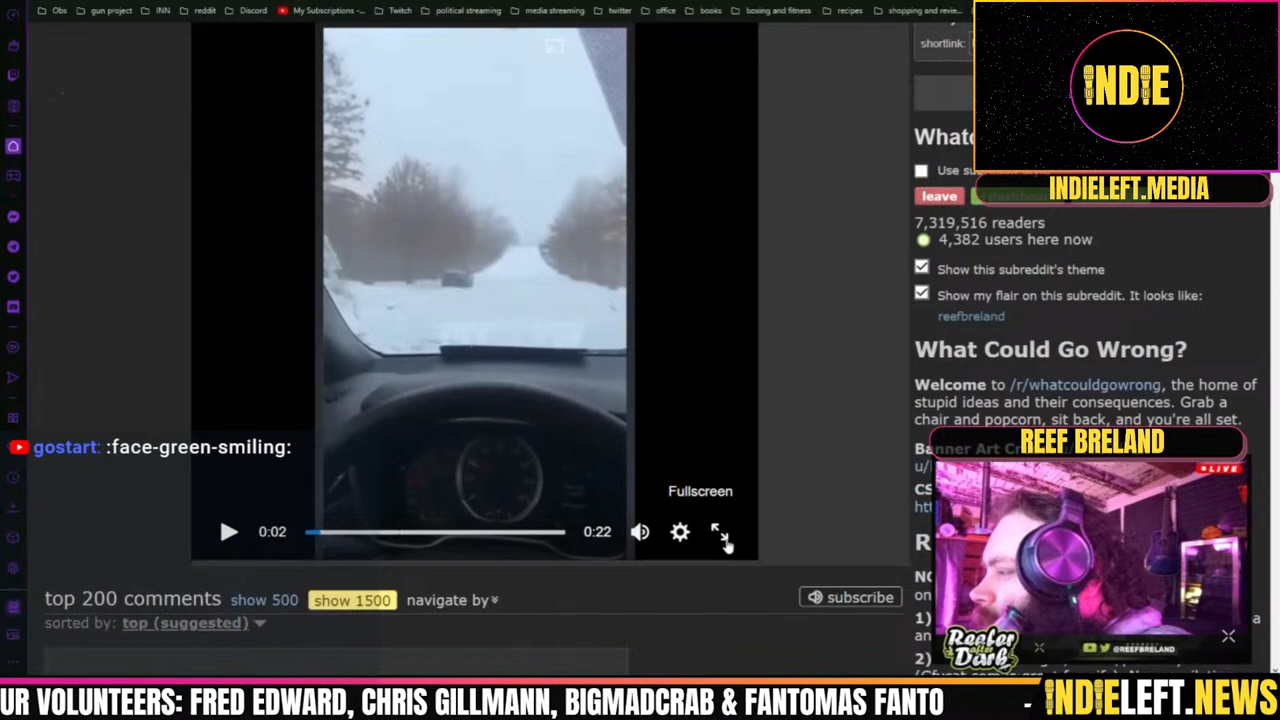 Obs
gun project
INN
reddit
Discord
My Subscriptions -...
Twitch
political streaming
media streaming
twitter
office
books
boxing and fitness
recipes
shopping and revie...
shortlink:
INDIE
INDIELEFT.MEDIA
leave
7,319,516 readers
4,382 users here now
Show this subreddit's theme
Show my flair on this subreddit. It looks like:
reefbreland
What Could Go Wrong?
Welcome to /r/whatcouldgowrong, the home of
stupid ideas and their consequences. Grab a
chair and popcorn, sit back, and you're all set.
REEF BRELAND
LIVE
gostart: :face-green-smiling:
Fullscreen
0:02
0:22
top 200 comments show 500 show 1500 navigate by
subscribe
sorted by: top (suggested)
1)
2)
Reefer
after
Dark
@REEFBRELAND
UR VOLUNTEERS: FRED EDWARD, CHRIS GILLMANN, BIGMADCRAB & FANTOMAS FANTO - INDIELEFT.NEWS